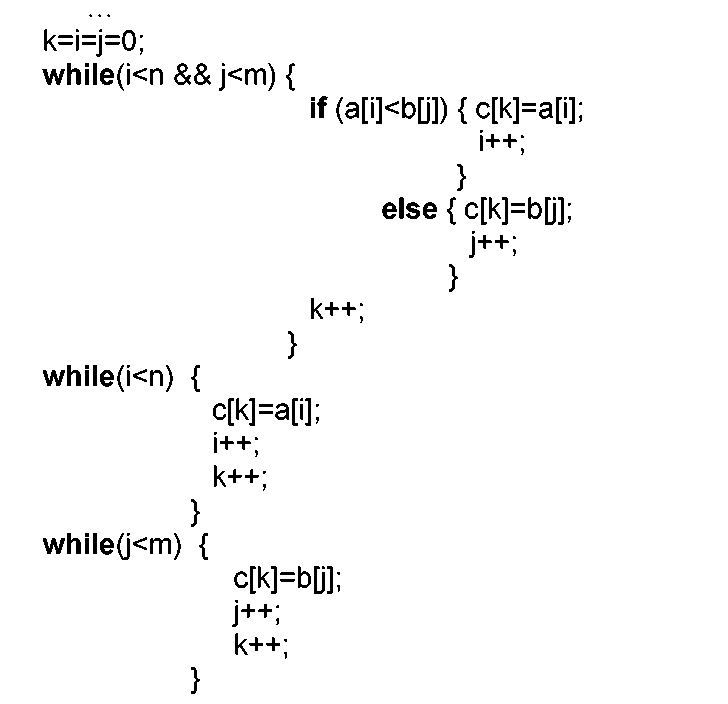 ...
k=i=j=0;
while(i<n && j<m) {
if (a[i]<b[j]) { c[k]=a[i];
i++;
}
else { c[k]=b[j];
j++;
}
k++;
}
while(i<n) {
c[k]=a[i];
i++;
k++;
}
while(j<m) {
c[k]=b[j];
j++;
k++;
}